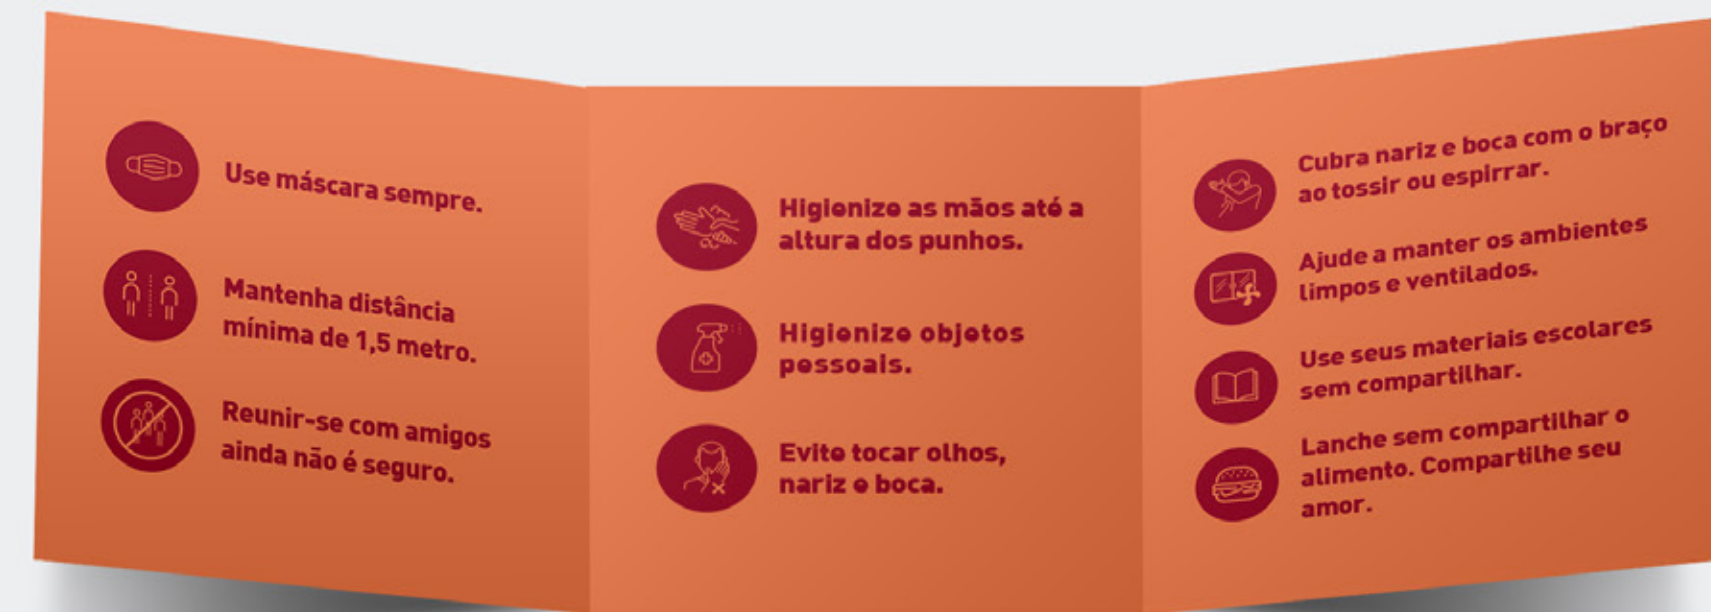 Use máscara sempre.
Mantenha distância
mínima de 1,5 metro.
Reunir-se com amigos
ainda não é seguro.
Higienize as mãos até a
altura dos punhos.
Higienize objetos
pessoais.
Evite tocar olhos,
nariz e boca.
Cubra nariz e boca com o braço
ao tossir ou espirrar.
Ajude a manter os ambientes
limpos e ventilados.
Use seus materiais escolares
sem compartilhar.
Lanche sem compartilhar o
alimento. Compartilhe seu
amor.